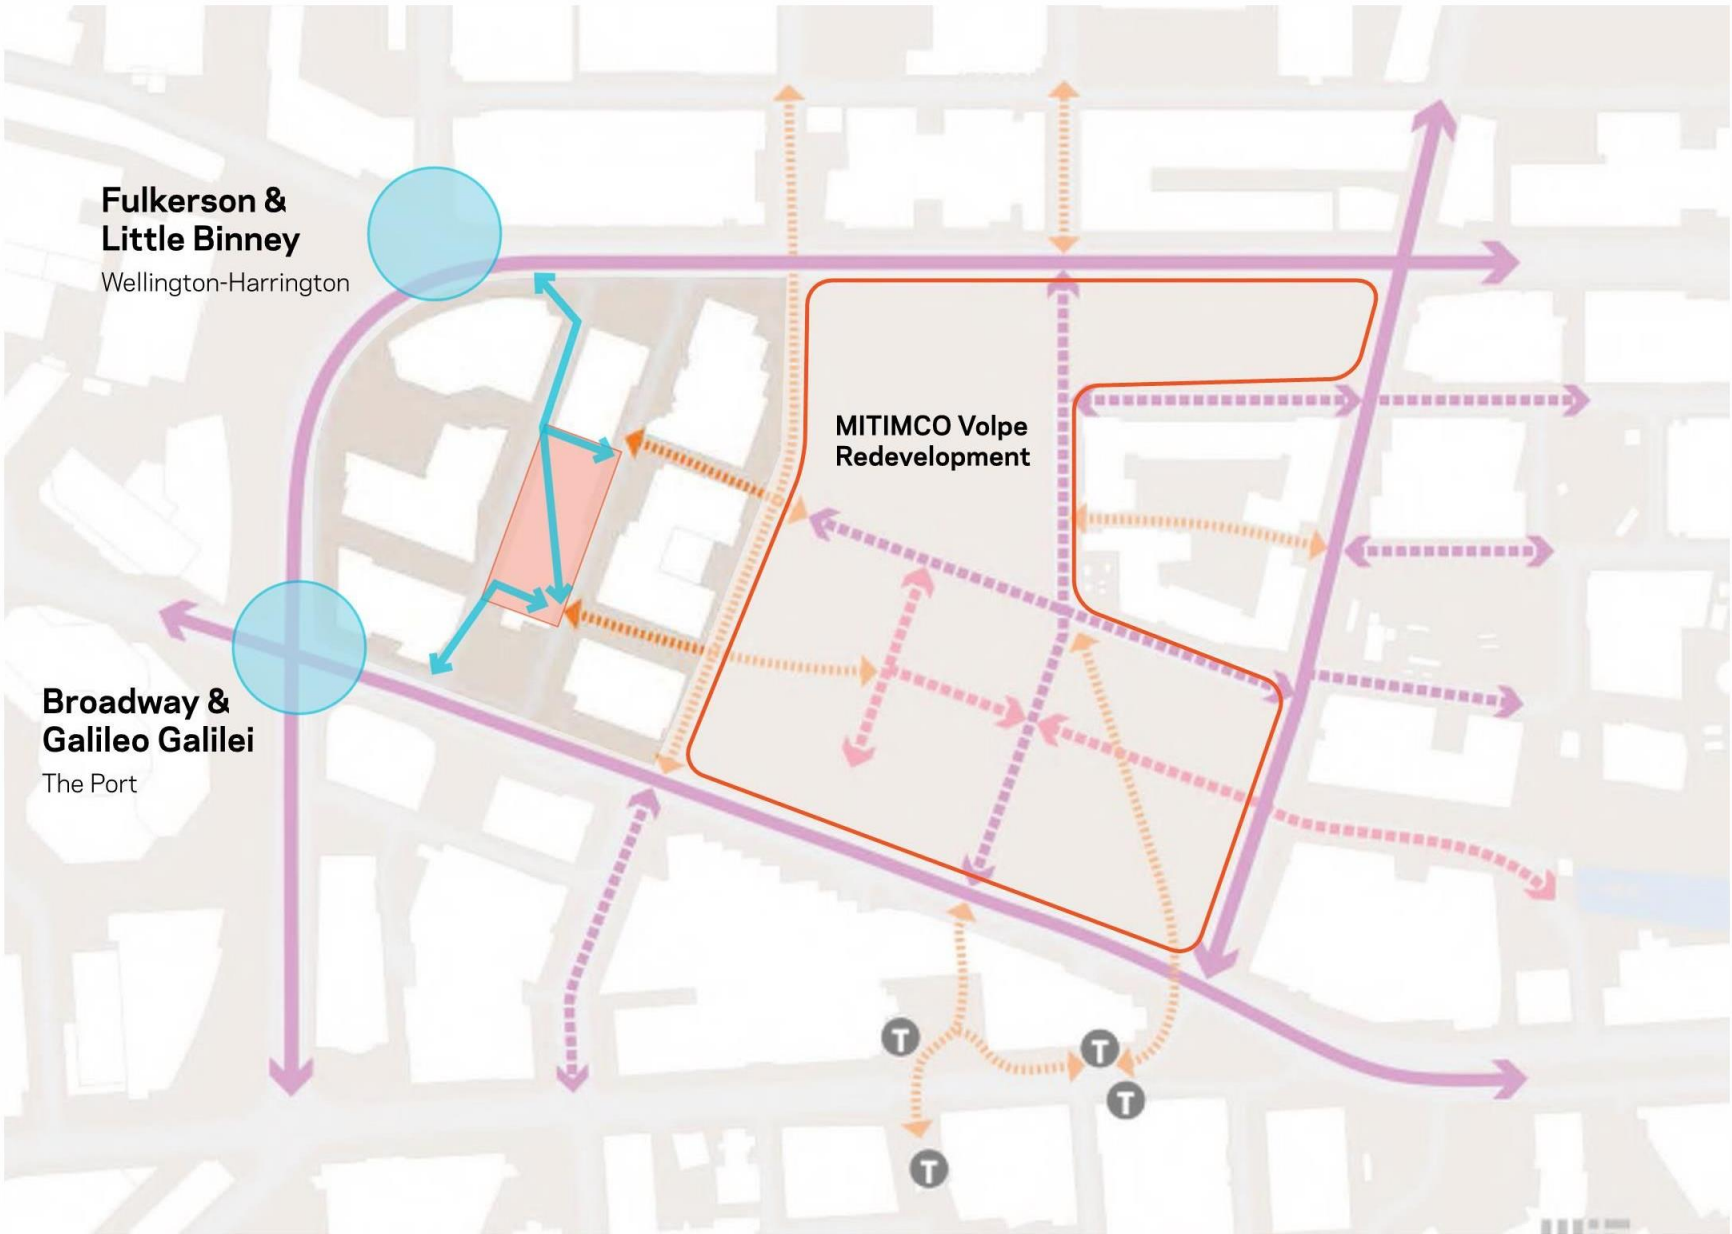 Fulkerson &
Little Binney
Wellington-Harrington
MITIMCO Volpe
Redevelopment
Broadway &
Galileo Galilei
The Port
T
T
T
T